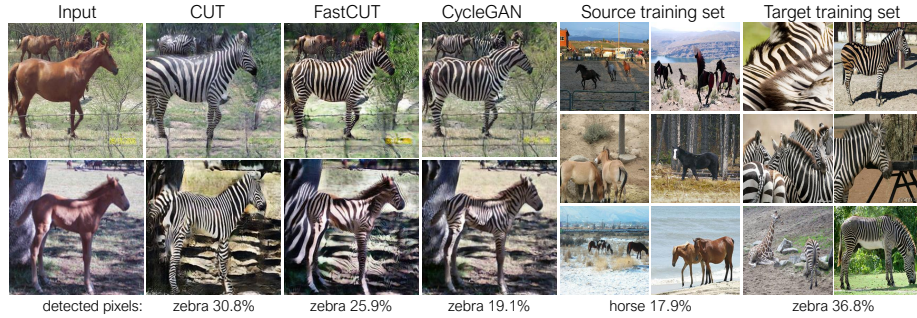 Input CUT FastCUT CycleGAN Source training set Target training set
detected pixels: zebra 30.8% zebra 25.9% zebra 19.1% horse 17.9% zebra 36.8%